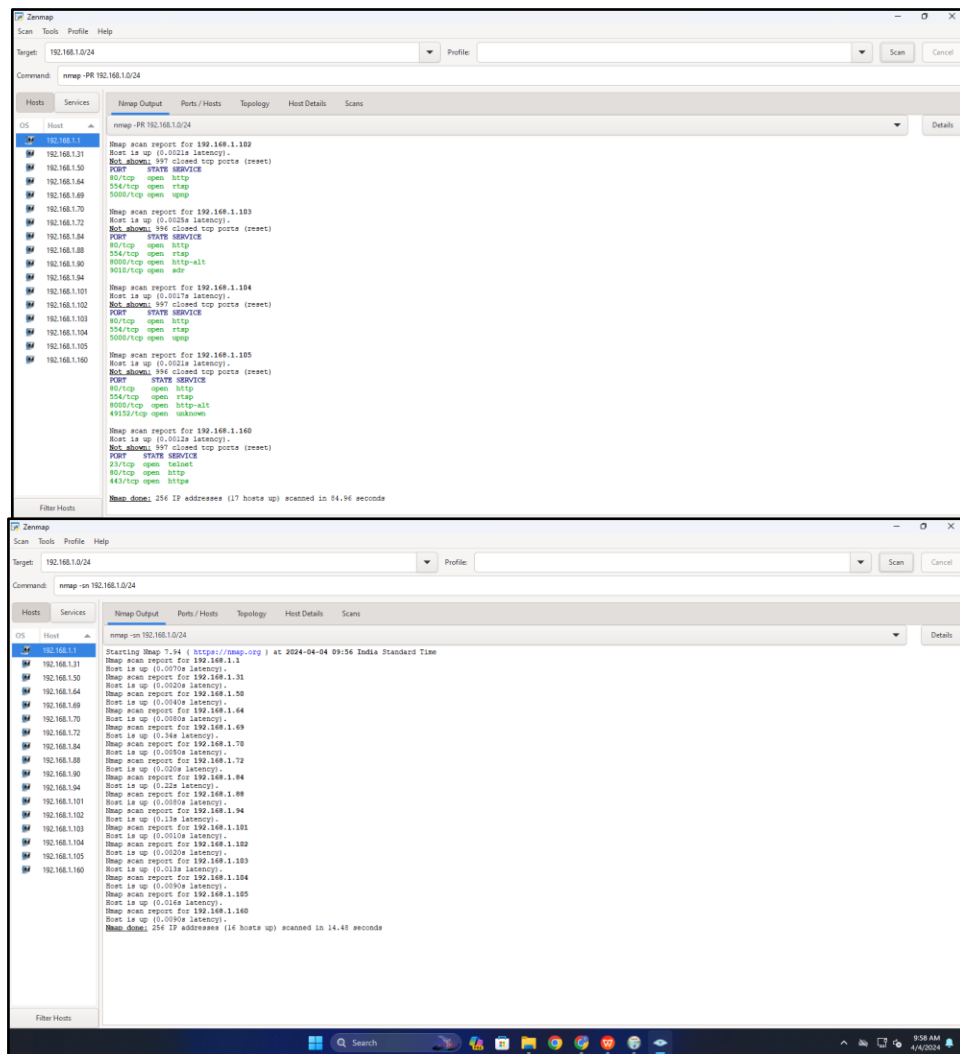 Zenmap
Scan Tools Profile Help
Target: 192.168.1.0/24 Profile: Scan Cancel
Command: nmap -PR 192.168.1.0/24
Hosts Services Nmap Output Ports / Hosts Topology Host Details Scans
OS Host nmap -PR 192.168.1.0/24 Details
192.168.1.1
192.168.1.31
192.168.1.50
192.168.1.64
192.168.1.69
192.168.1.70
192.168.1.72
192.168.1.84
192.168.1.88
192.168.1.90
192.168.1.94
192.168.1.101
192.168.1.102
192.168.1.103
192.168.1.104
192.168.1.105
192.168.1.160
Filter Hosts
Nmap scan report for 192.168.1.102
Host is up (0.0021s latency).
Not shown: 997 closed tcp ports (reset)
PORT STATE SERVICE
80/tcp open http
554/tcp open rtsp
5000/tcp open upnp
Nmap scan report for 192.168.1.103
Host is up (0.0025s latency).
Not shown: 996 closed tcp ports (reset)
PORT STATE SERVICE
80/tcp open http
554/tcp open rtsp
8000/tcp open http-alt
9010/tcp open sdr
Nmap scan report for 192.168.1.104
Host is up (0.0017s latency).
Not shown: 997 closed tcp ports (reset)
PORT STATE SERVICE
80/tcp open http
554/tcp open rtsp
5000/tcp open upnp
Nmap scan report for 192.168.1.105
Host is up (0.0021s latency).
Not shown: 996 closed tcp ports (reset)
PORT STATE SERVICE
80/tcp open http
554/tcp open rtsp
8000/tcp open http-alt
49152/tcp open unknown
Nmap scan report for 192.168.1.160
Host is up (0.0012s latency).
Not shown: 997 closed tcp ports (reset)
PORT STATE SERVICE
23/tcp open telnet
80/tcp open http
443/tcp open https
Nmap done: 256 IP addresses (17 hosts up) scanned in 84.96 seconds
Zenmap
Scan Tools Profile Help
Target: 192.168.1.0/24 Profile: Scan Cancel
Command: nmap -sn 192.168.1.0/24
Hosts Services Nmap Output Ports / Hosts Topology Host Details Scans
OS Host nmap -sn 192.168.1.0/24 Details
192.168.1.1
192.168.1.31
192.168.1.50
192.168.1.64
192.168.1.69
192.168.1.70
192.168.1.72
192.168.1.84
192.168.1.88
192.168.1.90
192.168.1.94
192.168.1.101
192.168.1.102
192.168.1.103
192.168.1.104
192.168.1.105
192.168.1.160
Filter Hosts
Starting Nmap 7.94 ( https://nmap.org ) at 2024-04-04 09:56 India Standard Time
Nmap scan report for 192.168.1.1
Host is up (0.0070s latency).
Nmap scan report for 192.168.1.31
Host is up (0.0020s latency).
Nmap scan report for 192.168.1.50
Host is up (0.0040s latency).
Nmap scan report for 192.168.1.64
Host is up (0.0080s latency).
Nmap scan report for 192.168.1.69
Host is up (0.34s latency).
Nmap scan report for 192.168.1.70
Host is up (0.0050s latency).
Nmap scan report for 192.168.1.72
Host is up (0.020s latency).
Nmap scan report for 192.168.1.84
Host is up (0.22s latency).
Nmap scan report for 192.168.1.88
Host is up (0.0080s latency).
Nmap scan report for 192.168.1.94
Host is up (0.13s latency).
Nmap scan report for 192.168.1.101
Host is up (0.0010s latency).
Nmap scan report for 192.168.1.102
Host is up (0.0020s latency).
Nmap scan report for 192.168.1.103
Host is up (0.013s latency).
Nmap scan report for 192.168.1.104
Host is up (0.0090s latency).
Nmap scan report for 192.168.1.105
Host is up (0.016s latency).
Nmap scan report for 192.168.1.160
Host is up (0.0090s latency).
Nmap done: 256 IP addresses (16 hosts up) scanned in 14.48 seconds
Search
9:58 AM
4/4/2024